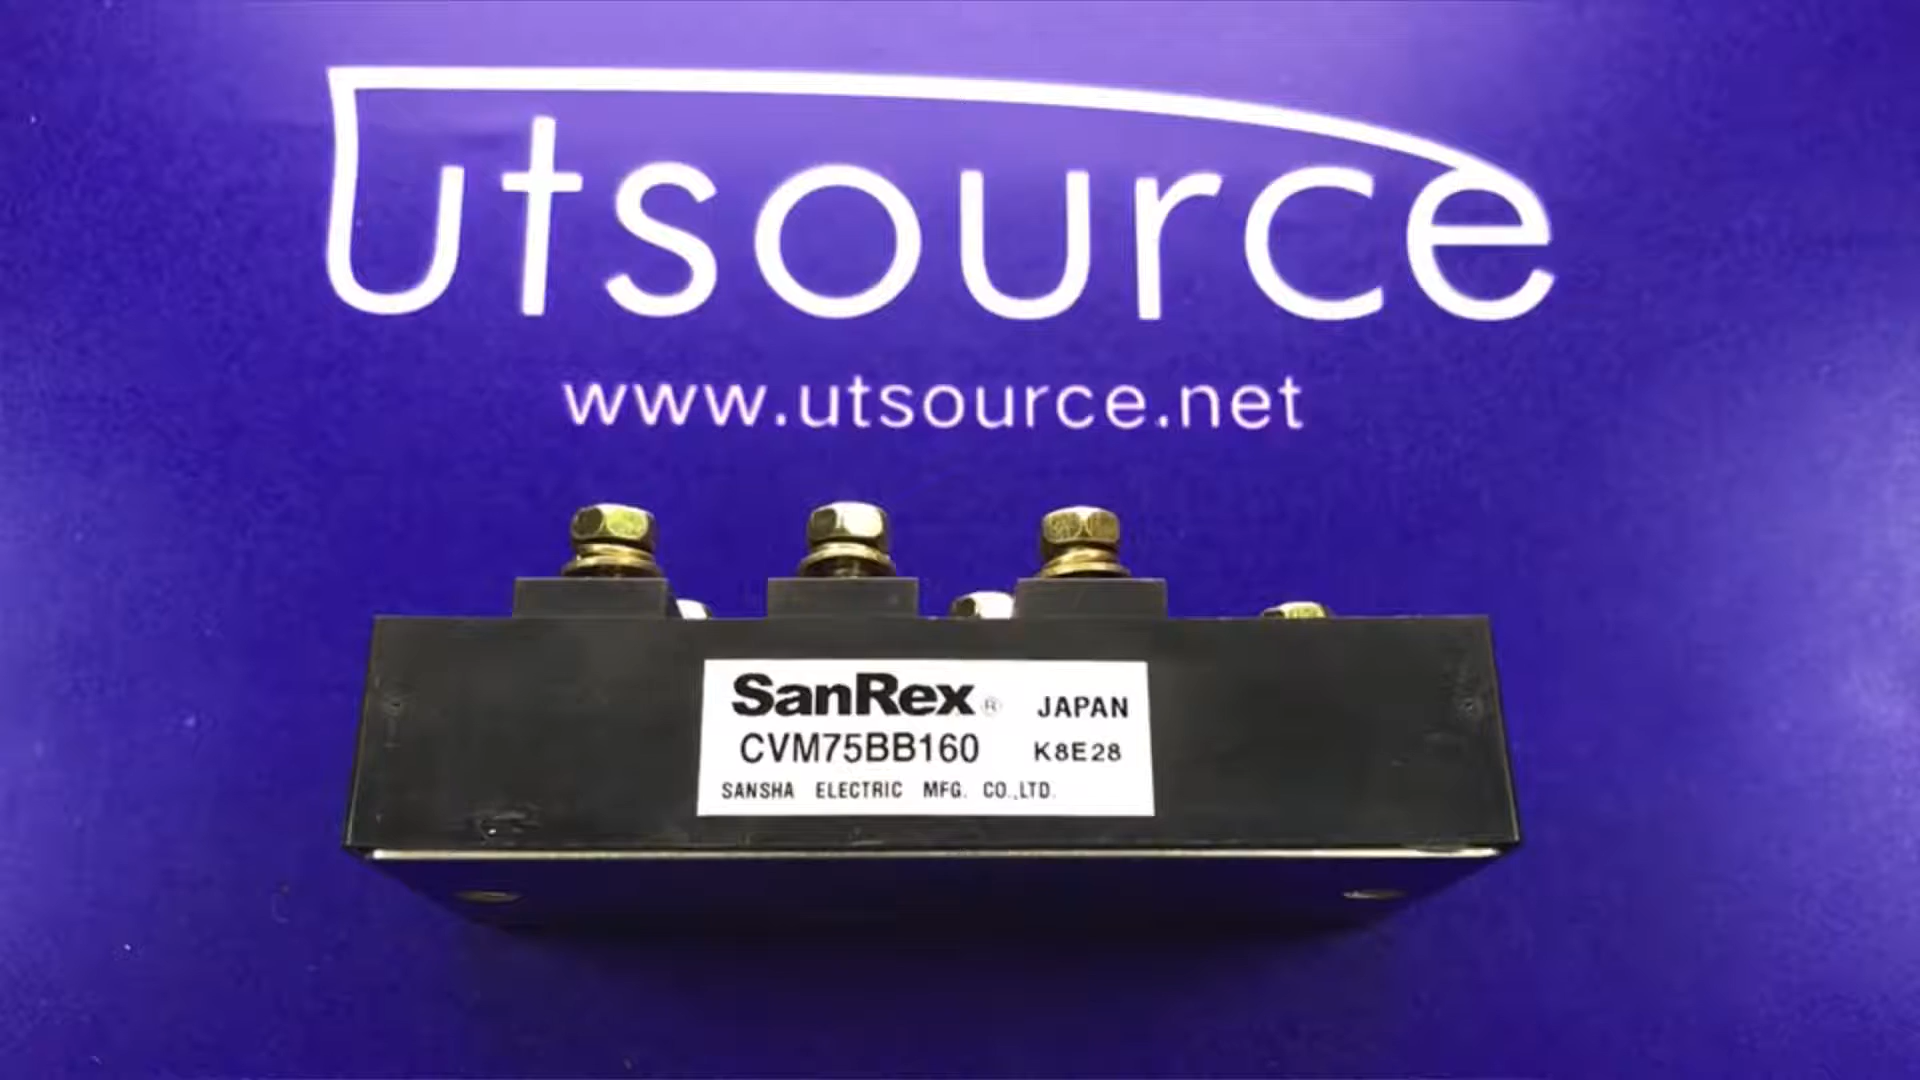 utsource
www.utsource.net
SanRex® JAPAN
CVM75BB160 K8E28
SANSHA ELECTRIC MFG. CO.,LTD.